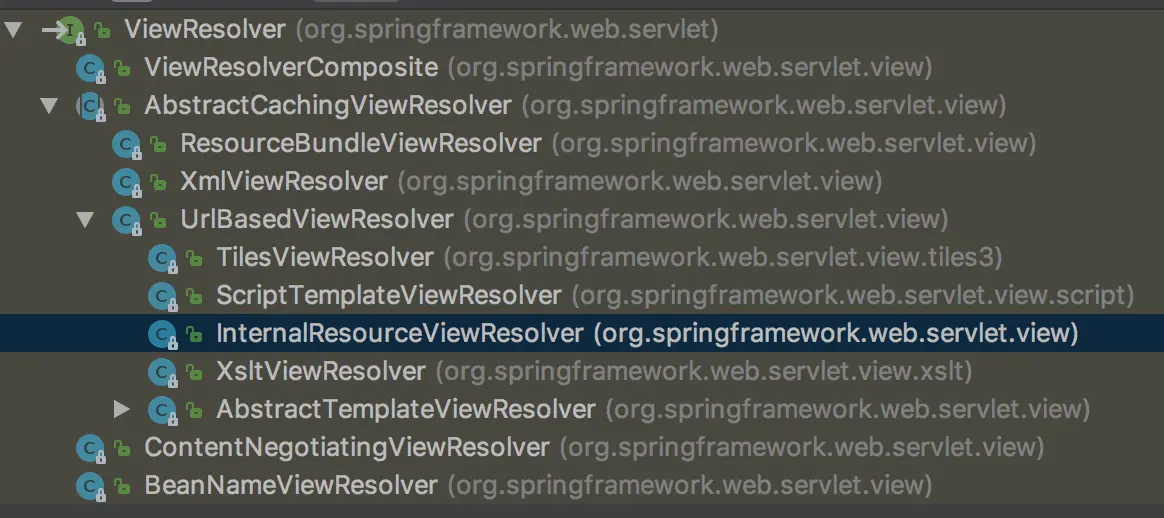 ViewResolver (org.springframework.web.servlet)
ViewResolverComposite (org.springframework.web.servlet.view)
AbstractCachingViewResolver (org.springframework.web.servlet.view)
ResourceBundleViewResolver (org.springframework.web.servlet.view)
XmlViewResolver (org.springframework.web.servlet.view)
UrlBasedViewResolver (org.springframework.web.servlet.view)
TilesViewResolver (org.springframework.web.servlet.view.tiles3)
ScriptTemplateViewResolver (org.springframework.web.servlet.view.script)
InternalResourceViewResolver (org.springframework.web.servlet.view)
XsltViewResolver (org.springframework.web.servlet.view.xslt)
AbstractTemplateViewResolver (org.springframework.web.servlet.view)
ContentNegotiatingViewResolver (org.springframework.web.servlet.view)
BeanNameViewResolver (org.springframework.web.servlet.view)